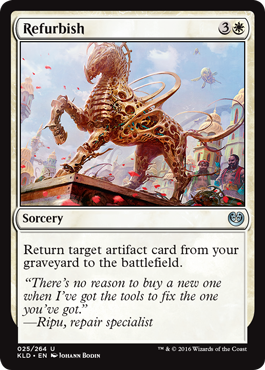 Refurbish 3
Sorcery
Return target artifact card from your
graveyard to the battlefield.
“There’s no reason to buy a new one
when I’ve got the tools to fix the one
you’ve got.”
—Ripu, repair specialist
025/264 U
KLD • EN Johann Bodin
™ & © 2016 Wizards of the Coast